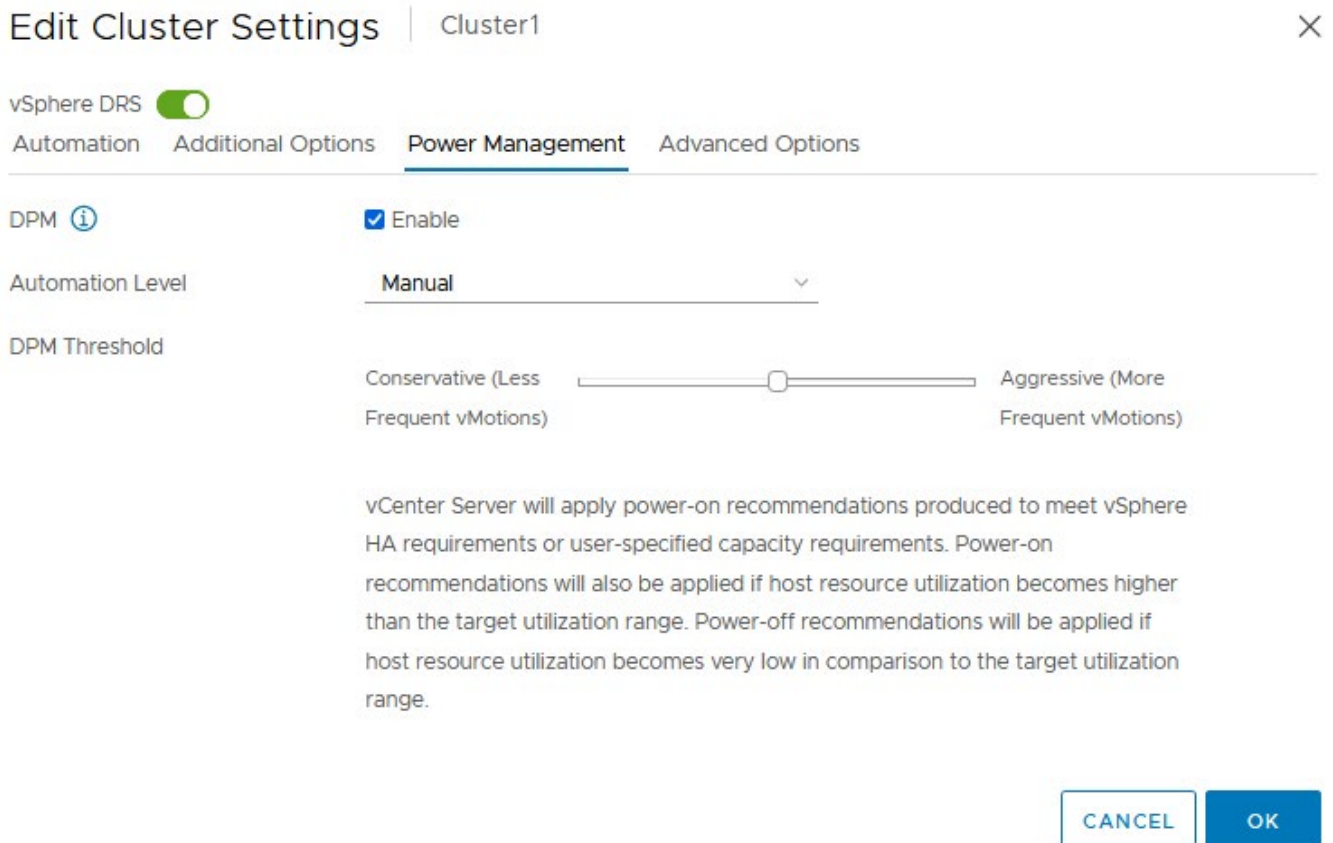 Edit Cluster Settings Cluster1
vSphere DRS
Automation Additional Options Power Management Advanced Options
DPM
Enable
Automation Level
Manual
DPM Threshold
Conservative (Less
Frequent vMotions)
Aggressive (More
Frequent vMotions)
vCenter Server will apply power-on recommendations produced to meet vSphere
HA requirements or user-specified capacity requirements. Power-on
recommendations will also be applied if host resource utilization becomes higher
than the target utilization range. Power-off recommendations will be applied if
host resource utilization becomes very low in comparison to the target utilization
range.
CANCEL OK